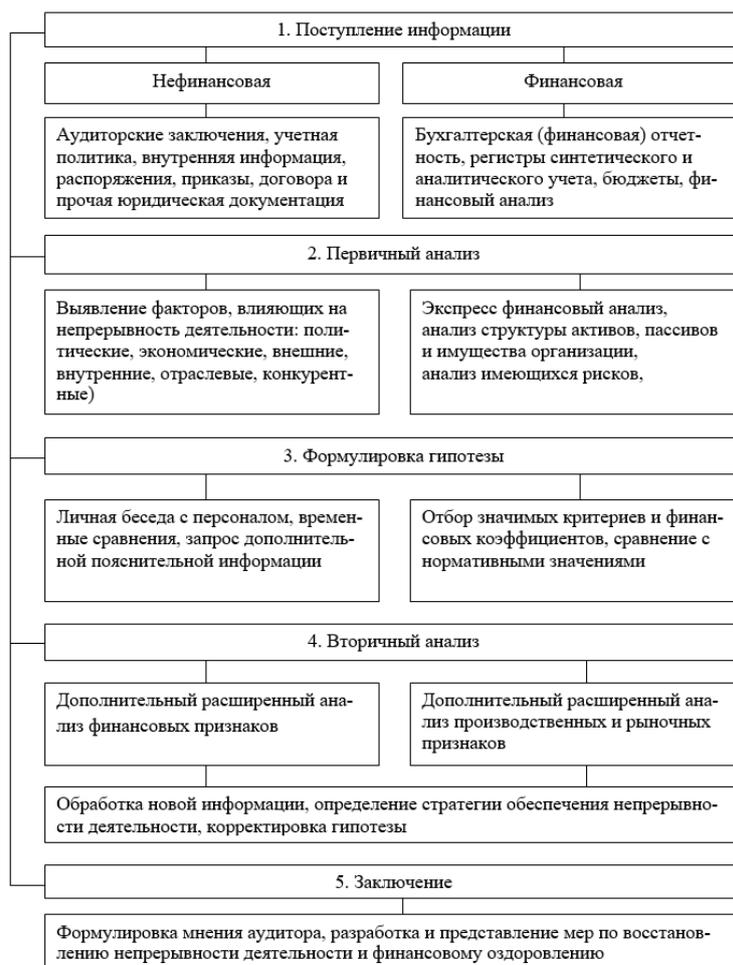 1. Поступление информации
Нефинансовая
Финансовая
Аудиторские заключения, учетная
политика, внутренняя информация,
распоряжения, приказы, договора и
прочая юридическая документация
Бухгалтерская (финансовая) отчет-
ность, регистры синтетического и
аналитического учета, бюджеты, фи-
нансовый анализ
2. Первичный анализ
Выявление факторов, влияющих на
непрерывность деятельности: поли-
тические, экономические, внешние,
внутренние, отраслевые, конкурент-
ные)
Экспресс финансовый анализ,
анализ структуры активов, пассивов
и имущества организации,
анализ имеющихся рисков,
3. Формулировка гипотезы
Личная беседа с персоналом, времен-
ные сравнения, запрос дополнитель-
ной пояснительной информации
Отбор значимых критериев и финан-
совых коэффициентов, сравнение с
нормативными значениями
4. Вторичный анализ
Дополнительный расширенный ана-
лиз финансовых признаков
Дополнительный расширенный ана-
лиз производственных и рыночных
признаков
Обработка новой информации, определение стратегии обеспечения непрерывно-
сти деятельности, корректировка гипотезы
5. Заключение
Формулировка мнения аудитора, разработка и представление мер по восстанов-
лению непрерывности деятельности и финансовому оздоровлению